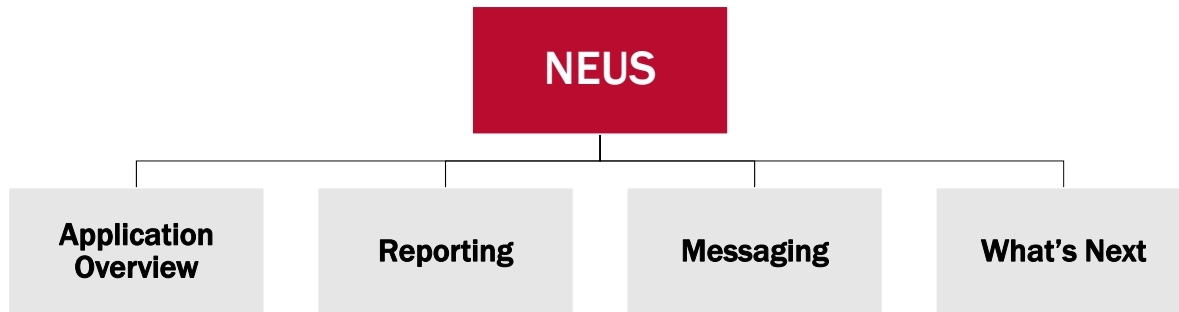 NEUS
Application
Overview
Reporting
Messaging
What's Next